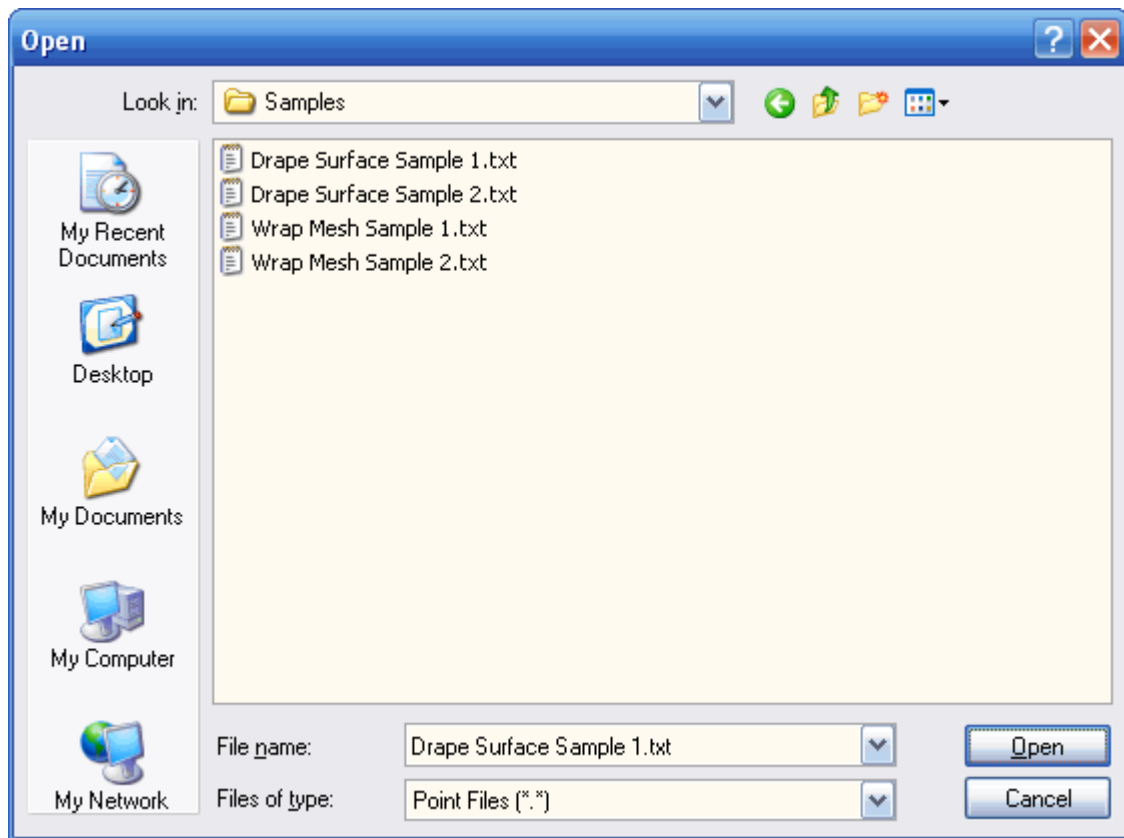 Open
Look in: Samples
Drape Surface Sample 1.txt
Drape Surface Sample 2.txt
Wrap Mesh Sample 1.txt
Wrap Mesh Sample 2.txt
My Recent
Documents
Desktop
My Documents
My Computer
My Network
File name: Drape Surface Sample 1.txt Open
Files of type: Point Files (*.*) Cancel